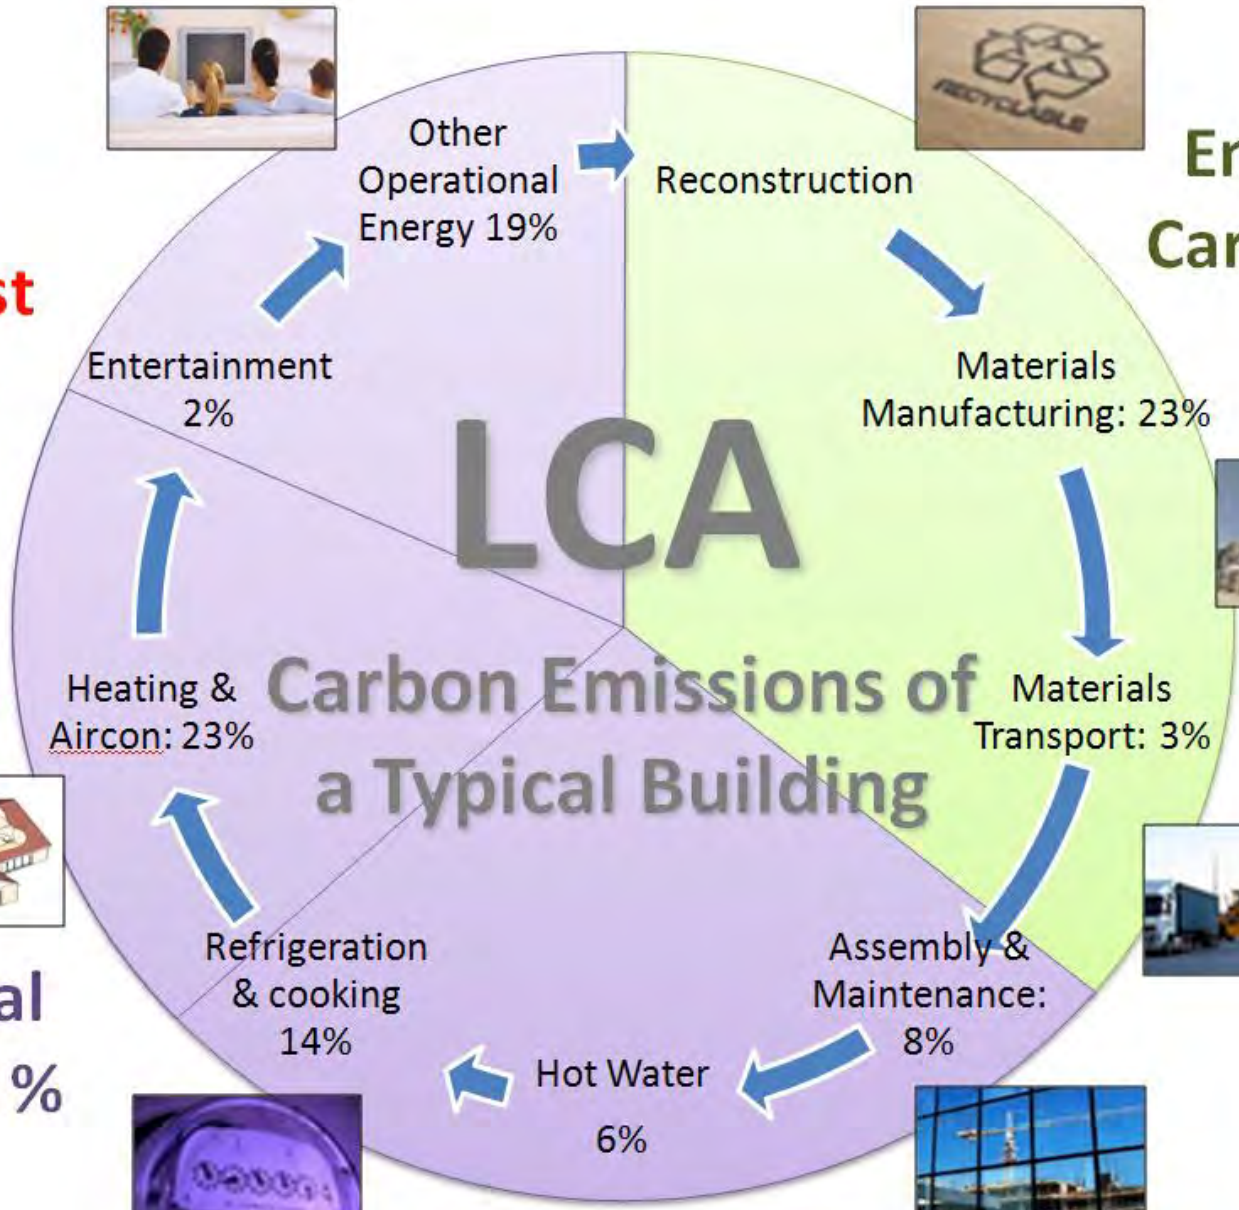 RECYCLABLE
Other
Operational
Energy 19%
Reconstruction
Entertainment
2%
Materials
Manufacturing: 23%
LCA
Carbon Emissions of
a Typical Building
Heating &
Aircon: 23%
Materials
Transport: 3%
Refrigeration
& cooking
14%
Assembly &
Maintenance:
8%
Hot Water
6%
%